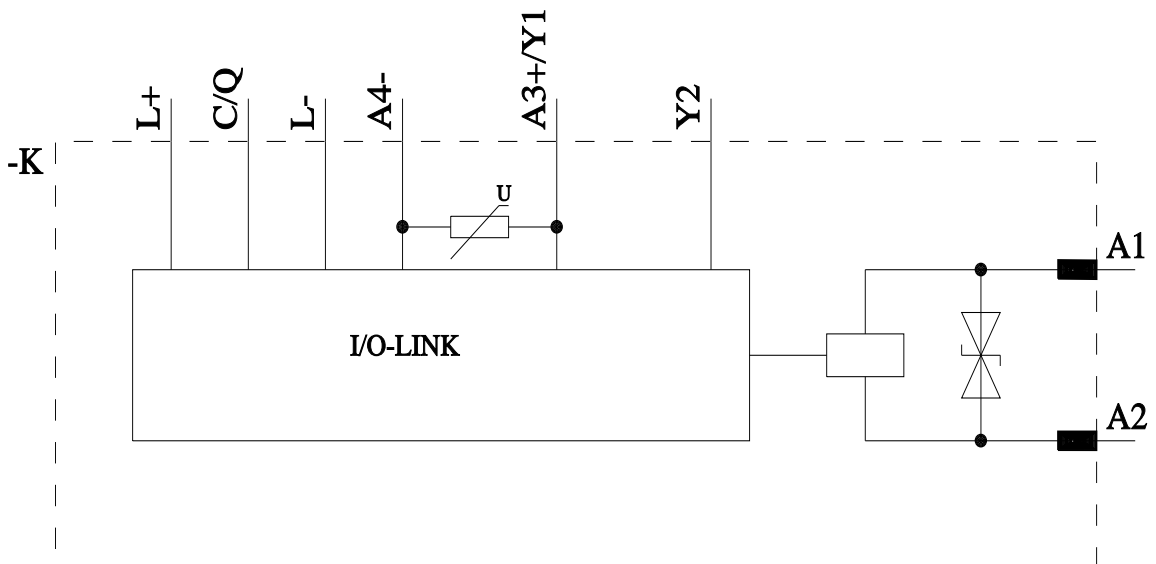 L+
C/Q
L-
A4-
A3+/Y1
Y2
-K
U
A1
I/O-LINK
A2